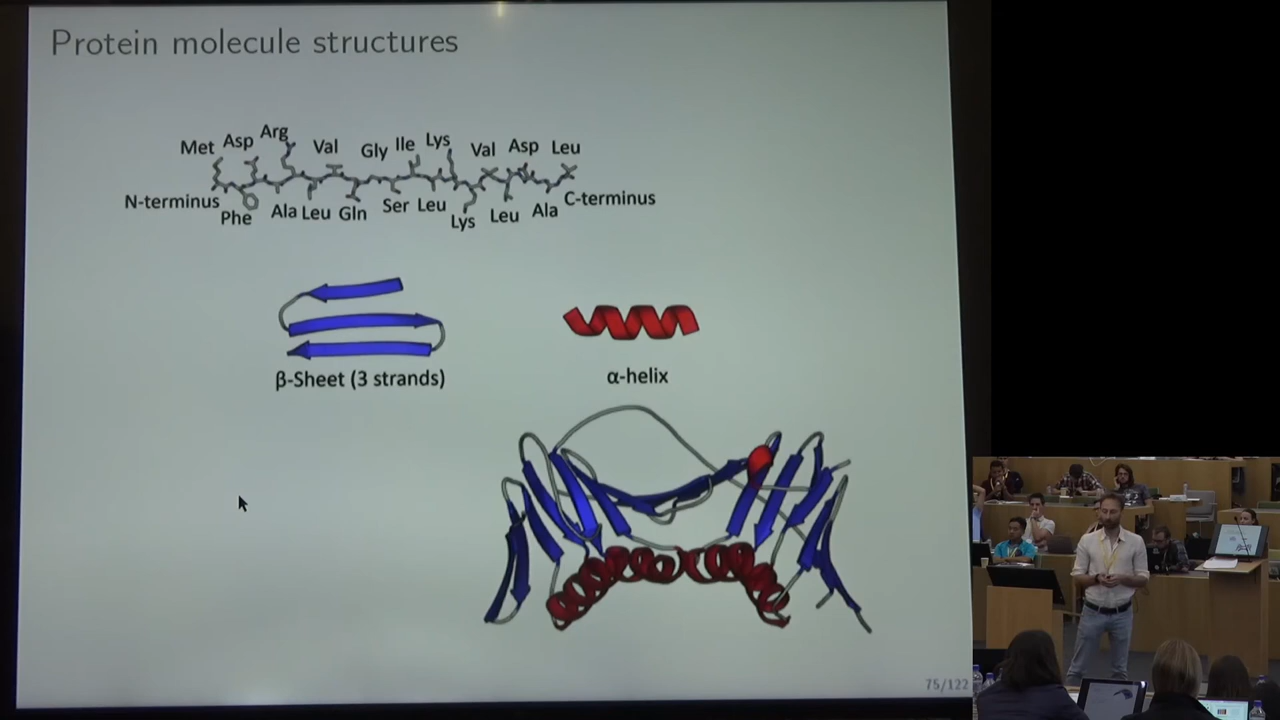 Protein molecule structures
Met Asp Arg Val Gly Ile Lys Val Asp Leu
N-terminus Phe Ala Leu Gln Ser Leu Lys Leu Ala C-terminus
β-Sheet (3 strands)
α-helix
75/122